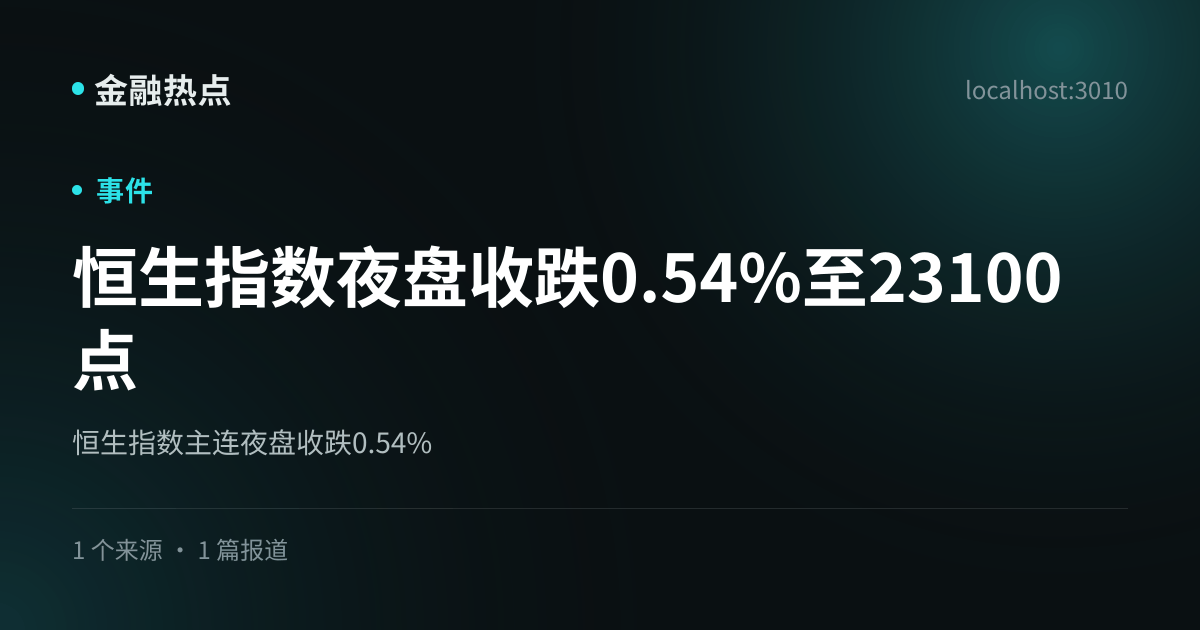 金融热点
localhost:3010
事件
恒生指数夜盘收跌0.54%至23100
点
恒生指数主连夜盘收跌0.54%
1 个来源 · 1 篇报道